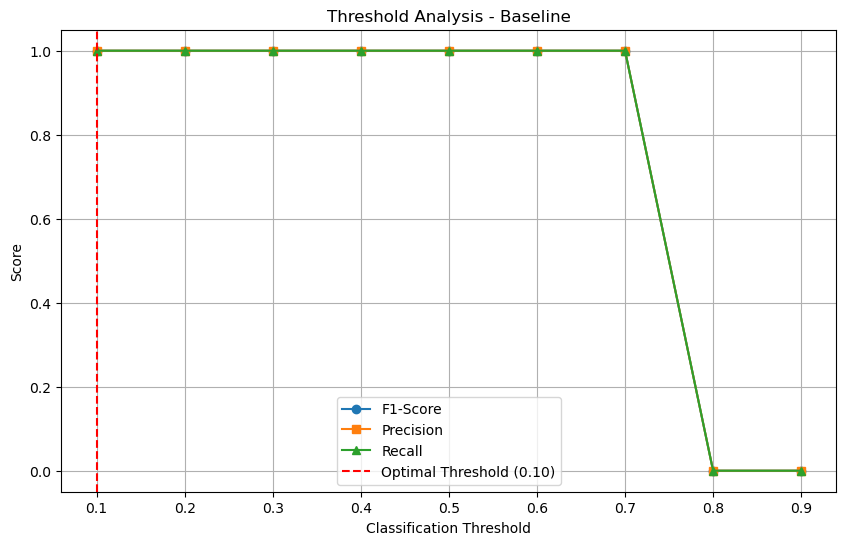 Threshold Analysis - Baseline
Score
1.0
0.8
0.6
0.4
0.2
0.0
F1-Score
Precision
Recall
Optimal Threshold (0.10)
0.1 0.2 0.3 0.4 0.5 0.6 0.7 0.8 0.9
Classification Threshold